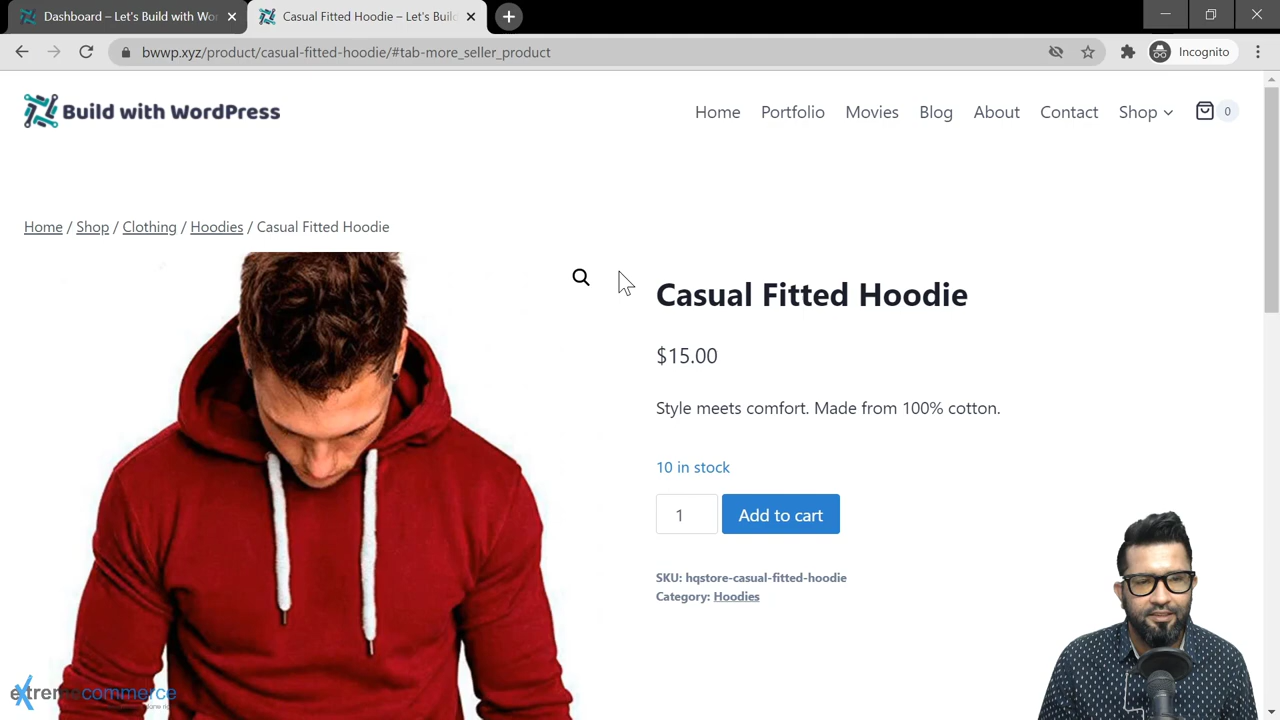 Dashboard – Let's Build with Wor
Casual Fitted Hoodie – Let's Build
bwwp.xyz/product/casual-fitted-hoodie/#tab-more_seller_product
Incognito
Build with WordPress
Home
Portfolio
Movies
Blog
About
Contact
Shop
0
Home / Shop / Clothing / Hoodies / Casual Fitted Hoodie
Casual Fitted Hoodie
$15.00
Style meets comfort. Made from 100% cotton.
10 in stock
1
Add to cart
SKU: hqstore-casual-fitted-hoodie
Category: Hoodies
extremecommerce